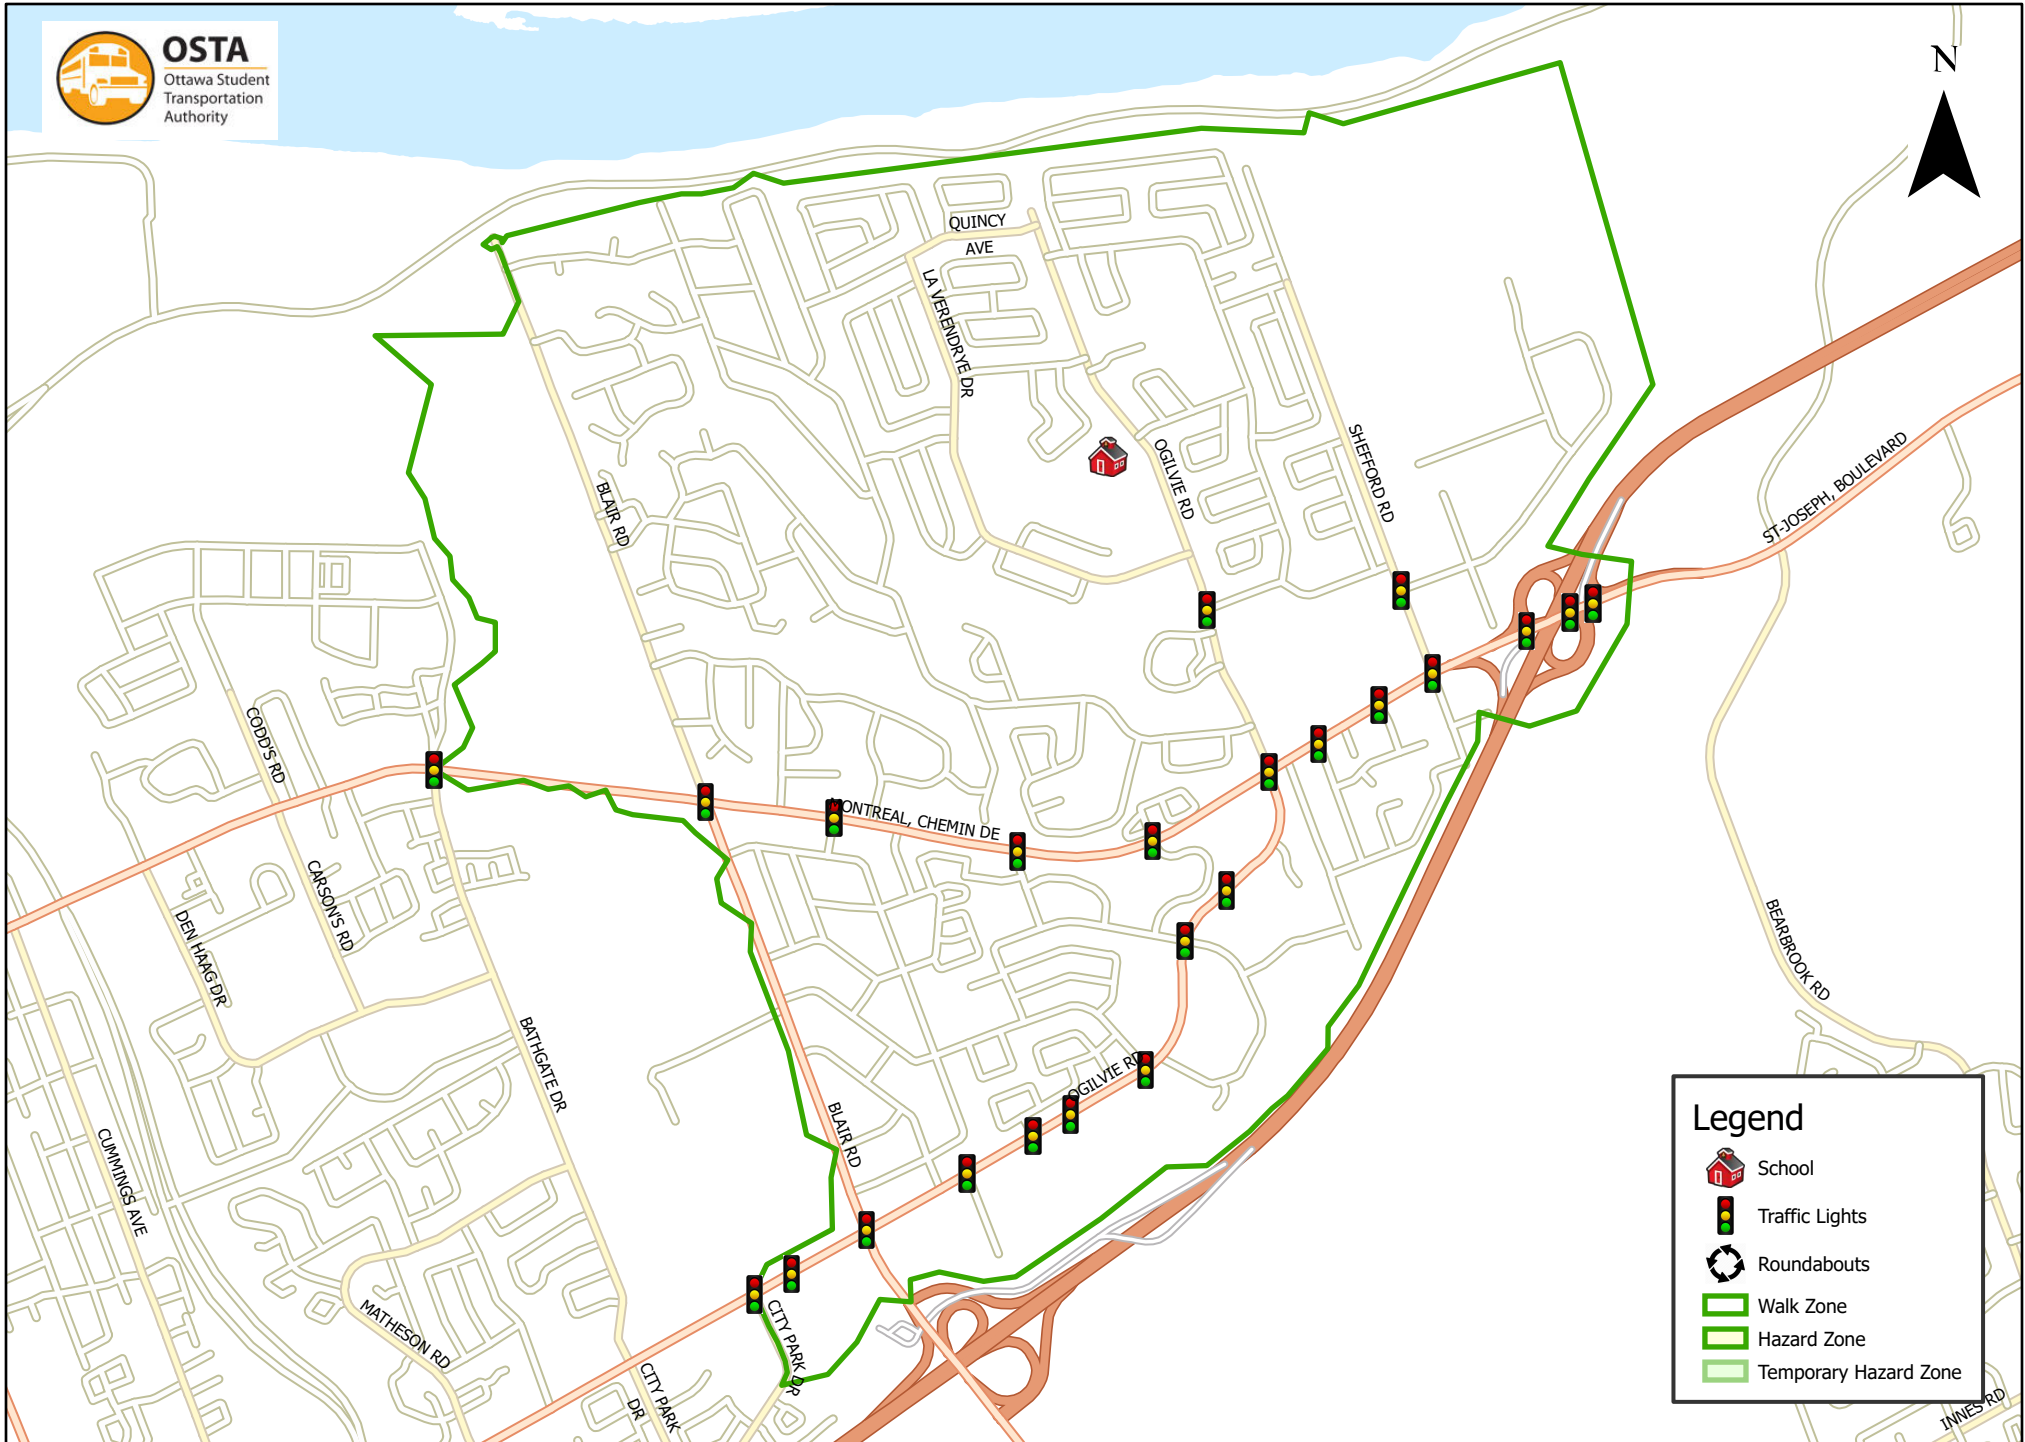 OSTA
Ottawa Student
Transportation
Authority
N
QUINCY
AVE
LA VERENDRYE DR
OGILVIE RD
SHEFFORD RD
BLAIR RD
ST-JOSEPH, BOULEVARD
CODD'S RD
MONTREAL, CHEMIN DE
CARSON'S RD
DEN HAAG DR
BEARBROOK RD
BATHGATE DR
OGILVIE RD
BLAIR RD
CUMMINGS AVE
MATHESON RD
CITY PARK DR
CITY PARK
DR
INNES RD
Legend
School
Traffic Lights
Roundabouts
Walk Zone
Hazard Zone
Temporary Hazard Zone